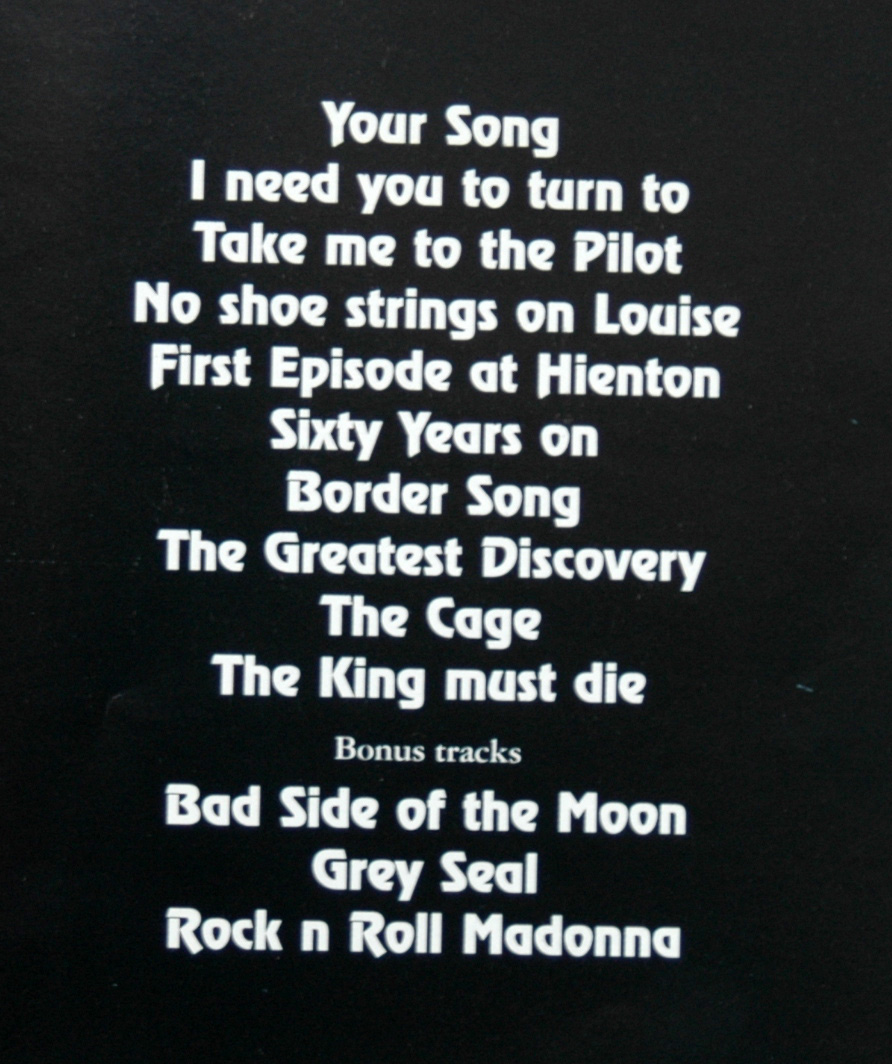 Your Song
I need you to turn to
Take me to the Pilot
No shoe strings on Louise
First Episode at Hienton
Sixty Years on
Border Song
The Greatest Discovery
The Cage
The King must die
Bonus tracks
Bad Side of the Moon
Grey Seal
Rock n Roll Madonna